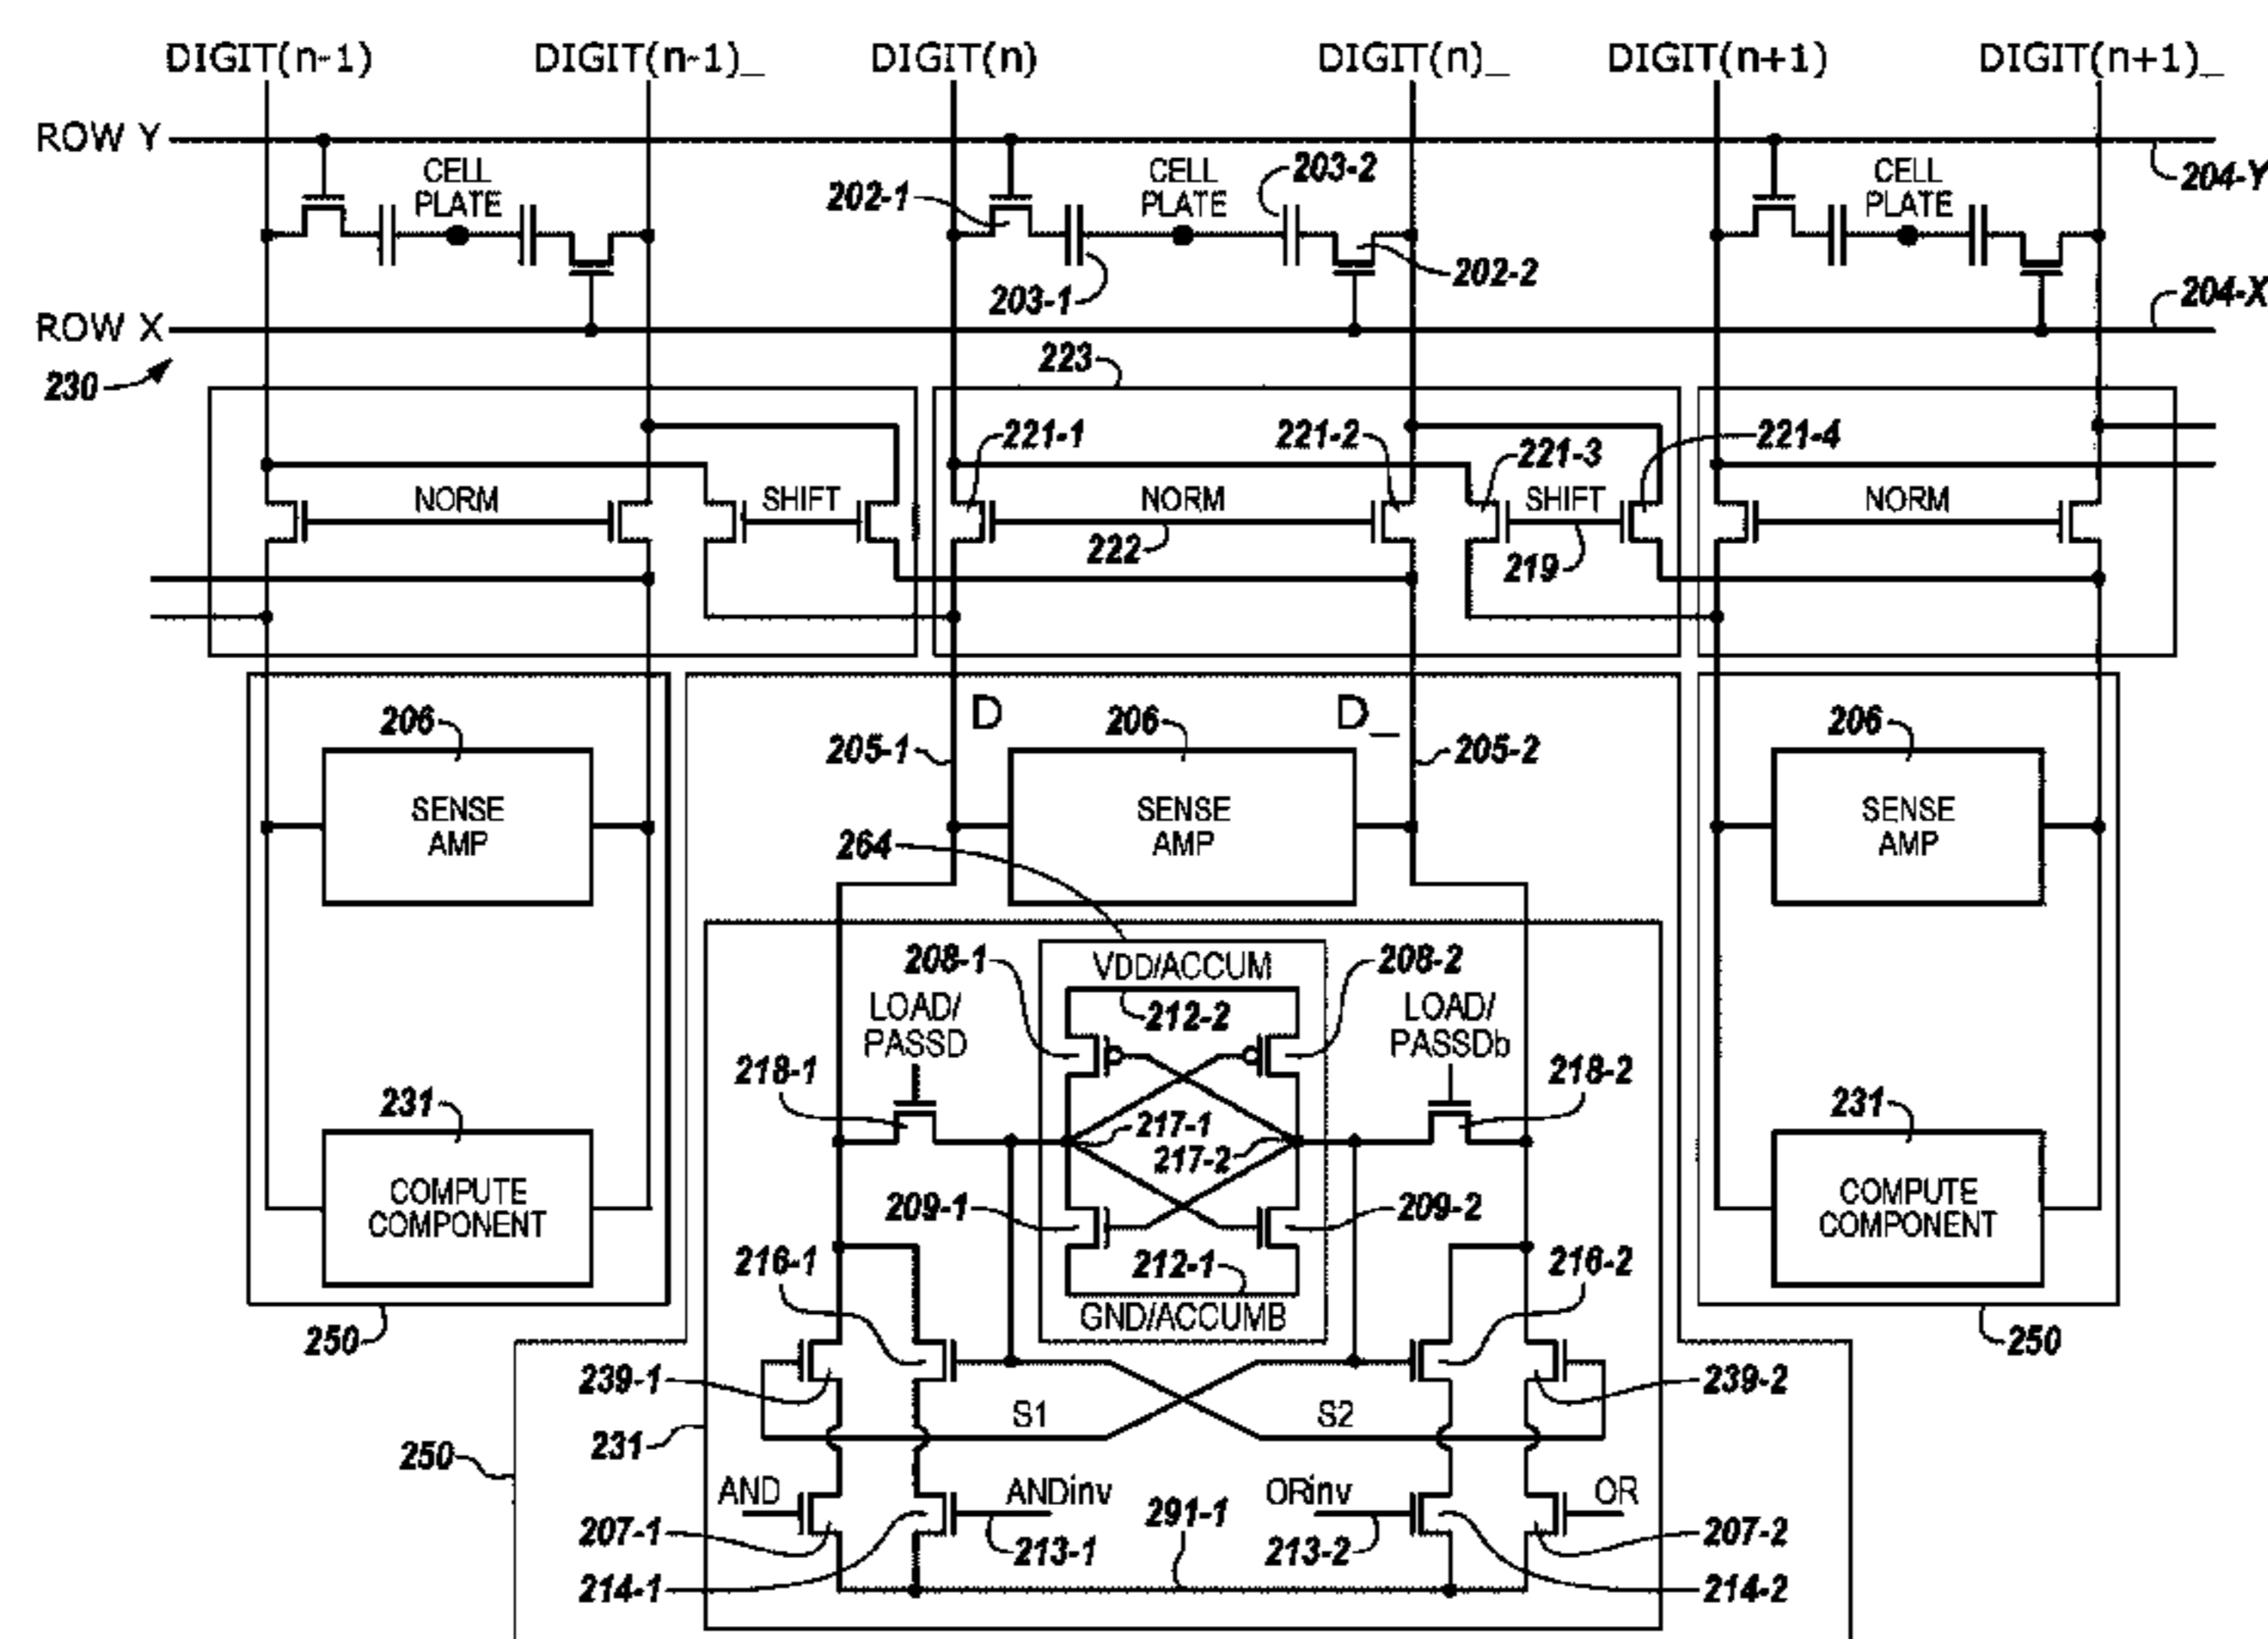 DIGIT(n-1) DIGIT(n-1)_ DIGIT(n) DIGIT(n)_ DIGIT(n+1) DIGIT(n+1)_
ROW Y
204-Y
CELL PLATE
202-1
CELL PLATE
203-2
CELL PLATE
203-1
202-2
ROW X
204-X
230
223
221-1
221-2
221-3
221-4
NORM
SHIFT
NORM
SHIFT
NORM
222
219
D
D_
206
205-1
206
205-2
206
SENSE AMP
SENSE AMP
SENSE AMP
264
208-1
VDD/ACCUM
208-2
LOAD/ PASSD
212-2
LOAD/ PASSDb
218-1
218-2
231
217-1
217-2
231
COMPUTE COMPONENT
209-1
209-2
COMPUTE COMPONENT
216-1
212-1
216-2
GND/ACCUMB
250
250
239-1
239-2
S1
S2
231
250
AND
ANDinv
ORinv
OR
291-1
207-1
213-1
213-2
207-2
214-1
214-2